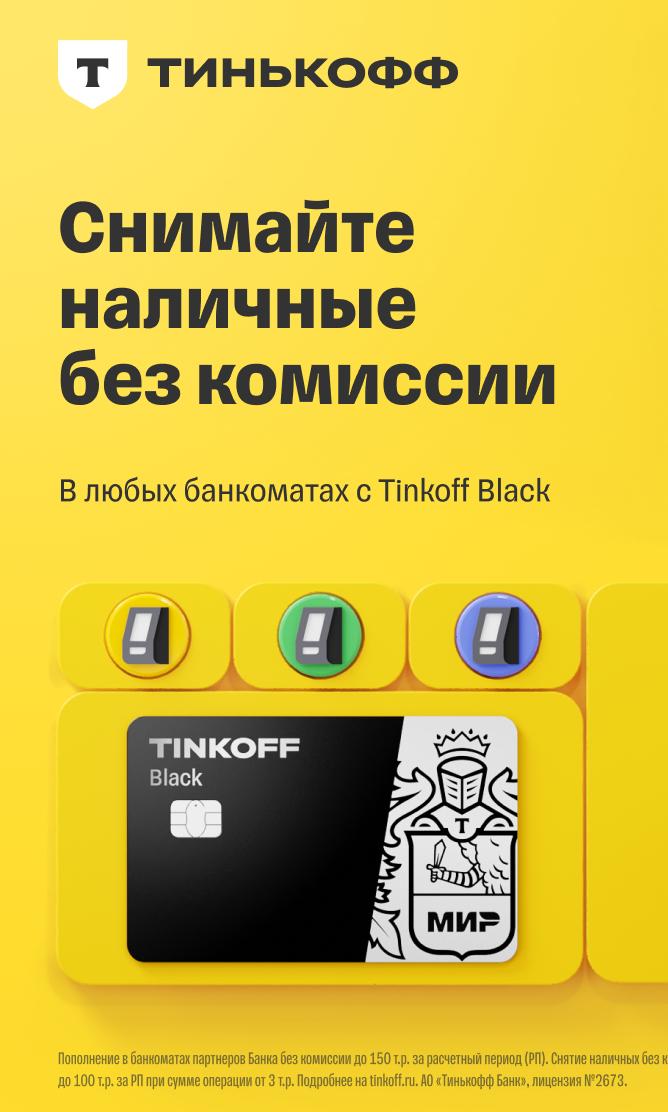 Т ТИНЬКОФФ
Снимайте
наличные
без комиссии
В любых банкоматах с Tinkoff Black
TINKOFF
Black
Т
МИР
Пополнение в банкоматах партнеров Банка без комиссии до 150 т.р. за расчетный период (РП). Снятие наличных без к
до 100 т.р. за РП при сумме операции от 3 т.р. Подробнее на tinkoff.ru. АО «Тинькофф Банк», лицензия №2673.